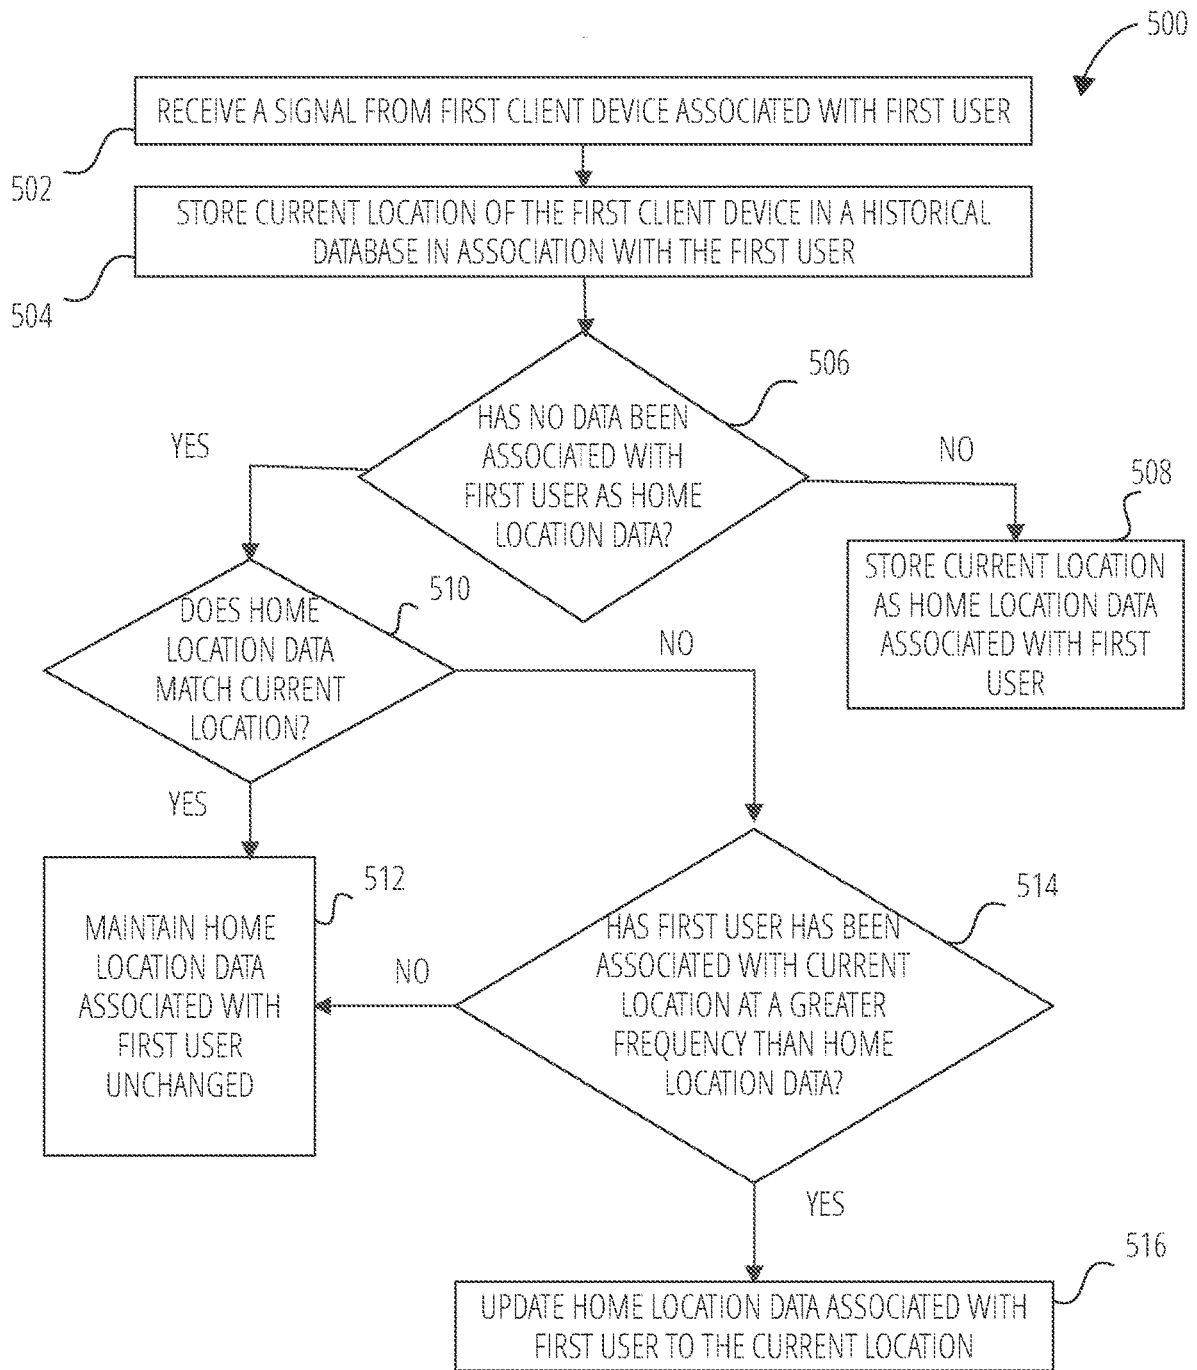 500
RECEIVE A SIGNAL FROM FIRST CLIENT DEVICE ASSOCIATED WITH FIRST USER
502
STORE CURRENT LOCATION OF THE FIRST CLIENT DEVICE IN A HISTORICAL
DATABASE IN ASSOCIATION WITH THE FIRST USER
504
506
HAS NO DATA BEEN
ASSOCIATED WITH
FIRST USER AS HOME
LOCATION DATA?
YES
NO
508
STORE CURRENT LOCATION
AS HOME LOCATION DATA
ASSOCIATED WITH FIRST
USER
510
DOES HOME
LOCATION DATA
MATCH CURRENT
LOCATION?
NO
YES
512
MAINTAIN HOME
LOCATION DATA
ASSOCIATED WITH
FIRST USER
UNCHANGED
NO
514
HAS FIRST USER HAS BEEN
ASSOCIATED WITH CURRENT
LOCATION AT A GREATER
FREQUENCY THAN HOME
LOCATION DATA?
YES
516
UPDATE HOME LOCATION DATA ASSOCIATED WITH
FIRST USER TO THE CURRENT LOCATION